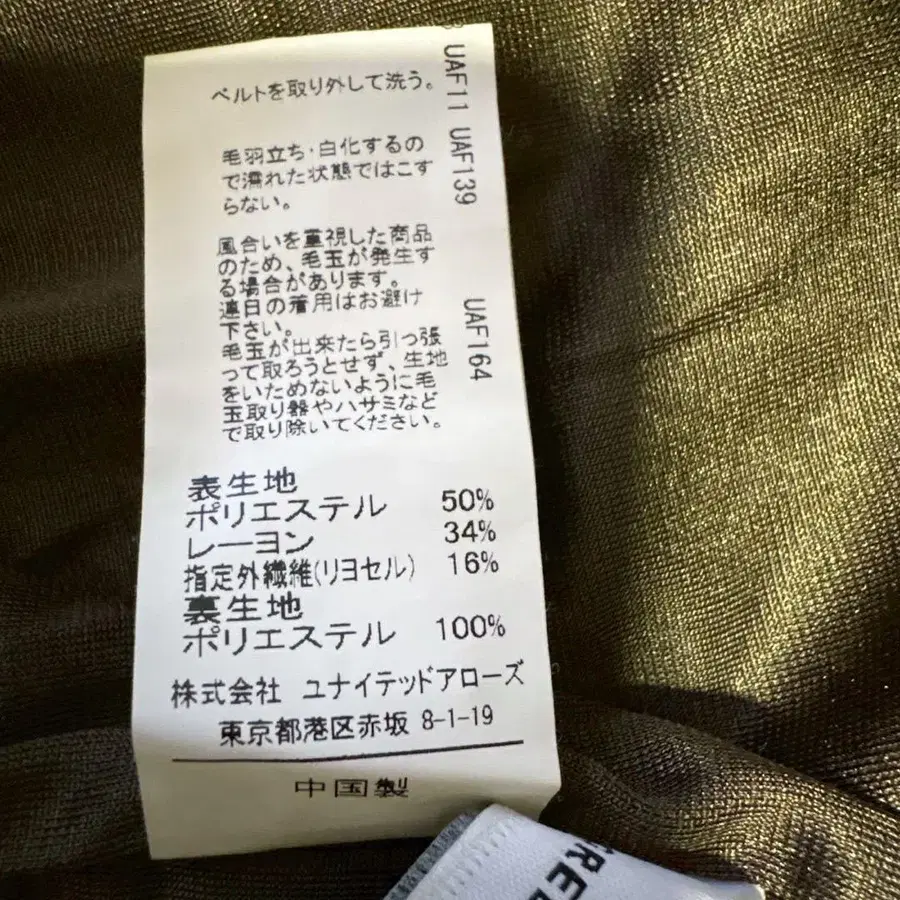 ベルトを取り外して洗う。
毛羽立ち・白化するの
で濡れた状態ではこす
らない。
風合いを重視した商品
のため、毛玉が発生す
る場合があります。
連日の着用はお避け
下さい。
毛玉が出来たら引っ張
って取ろうとせず、生地
をいためないように毛
玉取り器やハサミなど
で取り除いてください。
UAF11 UAF139
UAF164
表生地
ポリエステル 50%
レーヨン 34%
指定外繊維(リヨセル) 16%
裏生地
ポリエステル 100%
株式会社 ユナイテッドアローズ
東京都港区赤坂 8-1-19
中国製